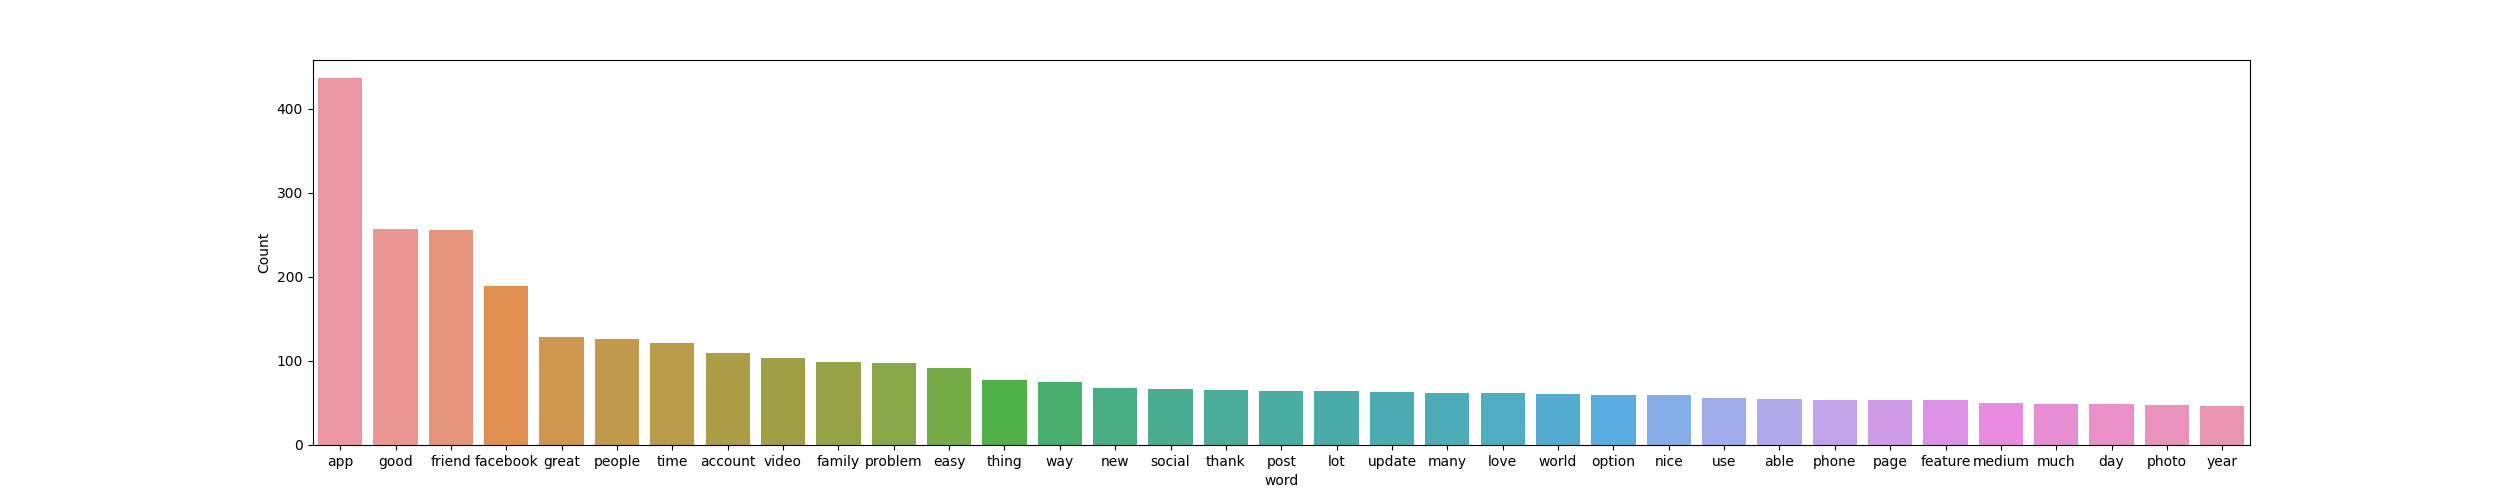 400
300
200
100
0
Count
app good friend facebook great people time account video family problem easy thing way new social thank post lot update many love world option nice use able phone page feature medium much day photo year
word